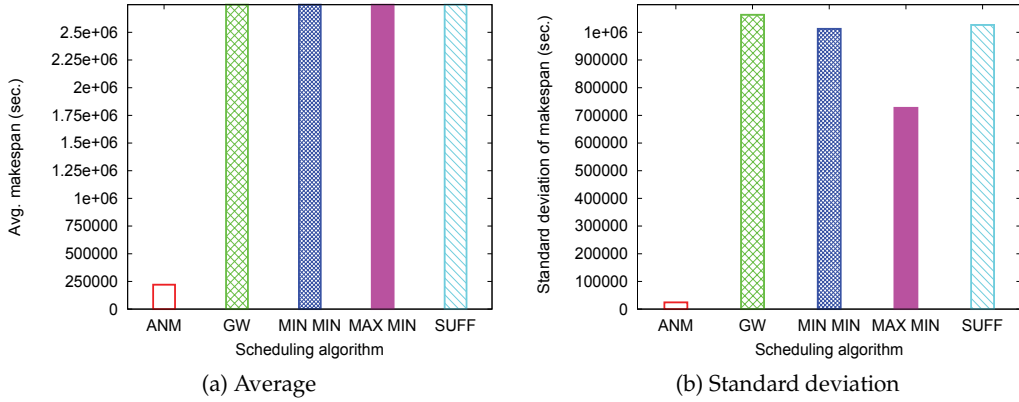 Avg. makespan (sec.)
2.5e+06
2.25e+06
2e+06
1.75e+06
1.5e+06
1.25e+06
1e+06
750000
500000
250000
0
ANM GW MIN MIN MAX MIN SUFF
Scheduling algorithm
(a) Average
Standard deviation of makespan (sec.)
1e+06
900000
800000
700000
600000
500000
400000
300000
200000
100000
0
ANM GW MIN MIN MAX MIN SUFF
Scheduling algorithm
(b) Standard deviation